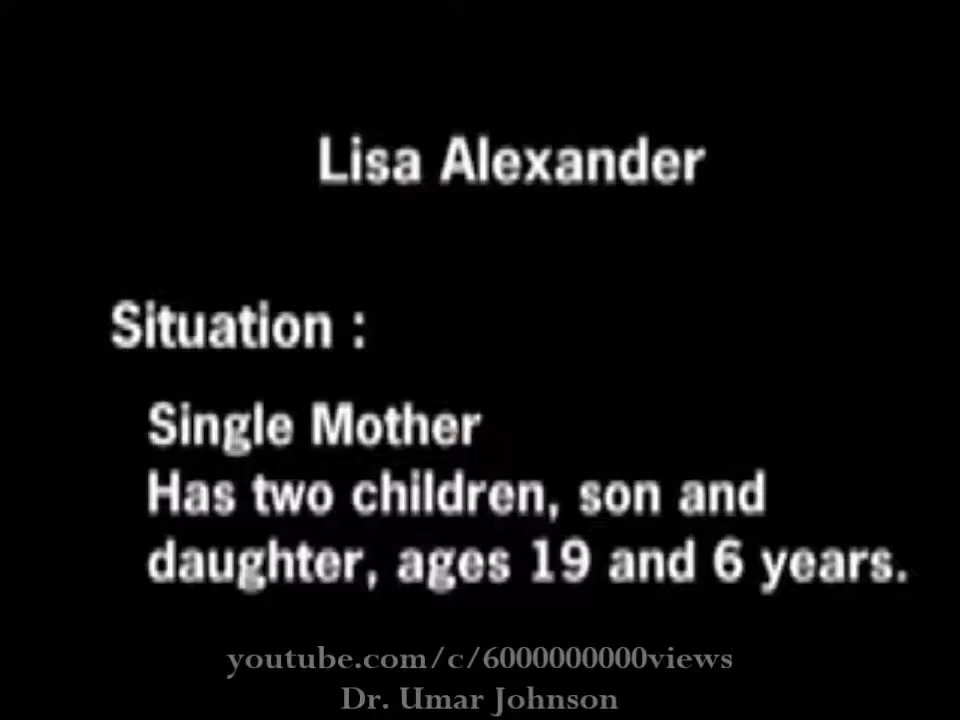 Lisa Alexander
Situation :
Single Mother
Has two children, son and
daughter, ages 19 and 6 years.
youtube.com/c/6000000000views
Dr. Umar Johnson